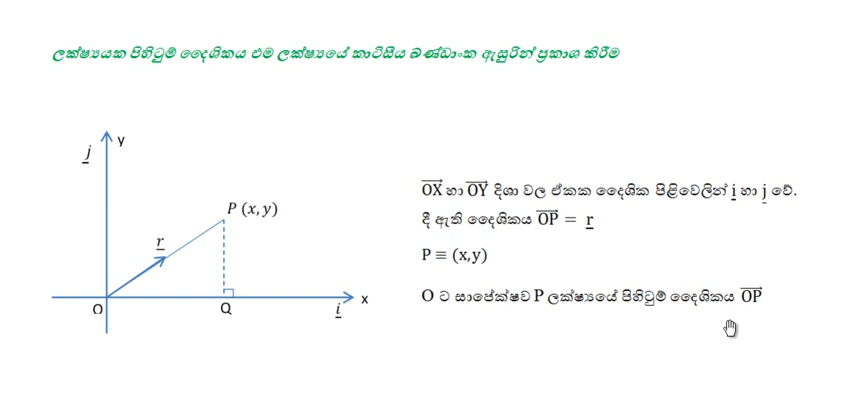 ලක්ෂ්‍යයක පිහිටුම් දෛශිකය එම ලක්ෂ්‍යයේ කාටිසීය ඛණ්ඩාංක ඇසුරින් ප්‍රකාශ කිරීම
y
j
P (x, y)
r
OX හා OY දිශා වල ඒකක දෛශික පිළිවෙලින් i හා j වේ.
දී ඇති දෛශිකය OP = r
P ≡ (x,y)
O ට සාපේක්ෂව P ලක්ෂ්‍යයේ පිහිටුම් දෛශිකය OP
x
O
Q
i